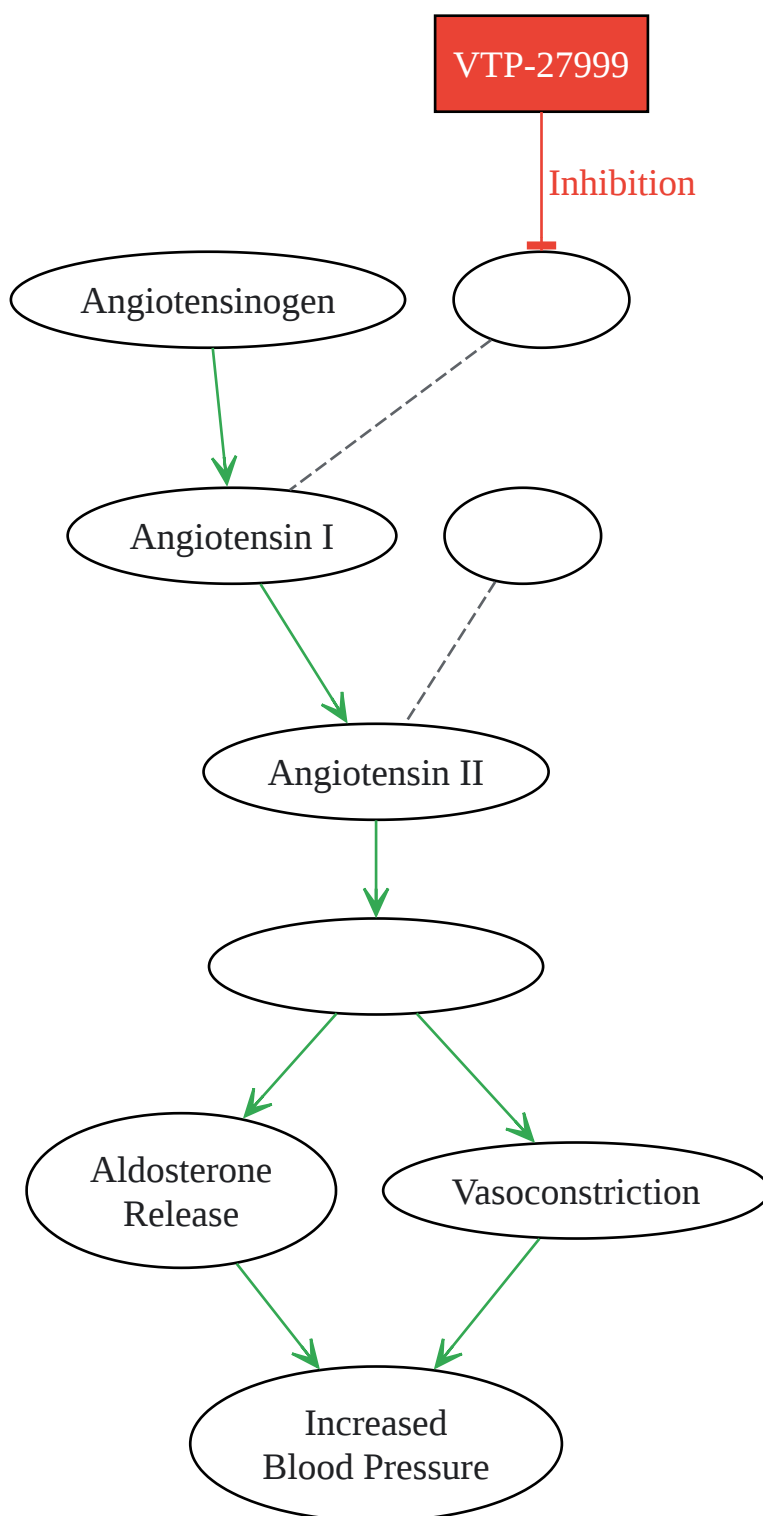 VTP-27999
Inhibition
Angiotensinogen
Angiotensin I
Angiotensin II
Aldosterone
Release
Vasoconstriction
Increased
Blood Pressure